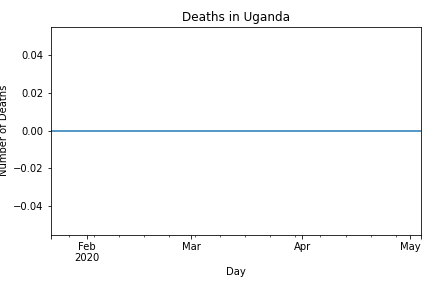 Deaths in Uganda
0.04
0.02
0.00
−0.02
−0.04
Number of Deaths
Feb
2020
Mar
Apr
May
Day